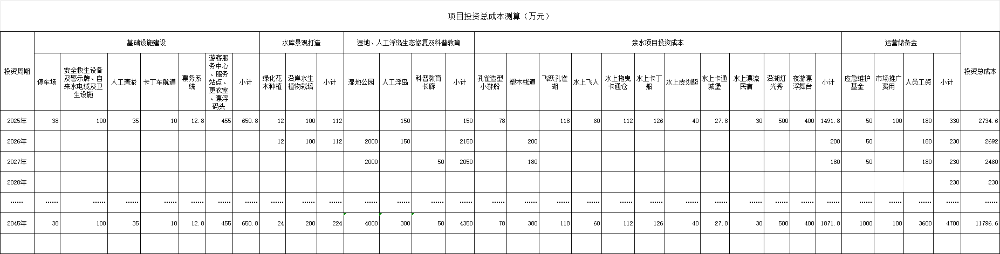 项目投资总成本测算（万元）
投资周期 基础设施建设 水库景观打造 湿地、人工浮岛生态修复及科普教育 亲水项目投资成本 运营储备金 投资总成本
停车场 安全救生设备及警示牌、自来水电缆及卫生设施 人工清淤 卡丁车航道 票务系统 游客服务中心、服务站点、更衣室、漂浮码头 小计 绿化花木种植 沿岸水生植物栽培 小计 湿地公园 人工浮岛 科普教育长廊 小计 孔雀造型小游船 塑木栈道 飞跃孔雀湖 水上飞人 水上拖曳卡通仓 水上卡丁船 水上皮划艇 水上卡通城堡 水上漂流民宿 沿湖灯光秀 夜游漂浮舞台 小计 应急维护基金 市场推广费用 人员工资 小计
2025年 38 100 35 10 12.8 455 650.8 12 100 112 150 150 78 118 60 112 126 40 27.8 30 500 400 1491.8 50 100 180 330 2734.6
2026年 12 100 112 2000 150 2150 200 200 50 180 230 2692
2027年 2000 50 2050 180 180 50 180 230 2460
2028年 230 230
…… …… …… …… …… …… …… …… …… …… …… …… …… …… …… …… …… …… …… …… …… …… …… …… …… …… …… …… …… …… …… ……
2045年 38 100 35 10 12.8 455 650.8 24 200 224 4000 300 50 4350 78 380 118 60 112 126 40 27.8 30 500 400 1871.8 1000 100 3600 4700 11796.6